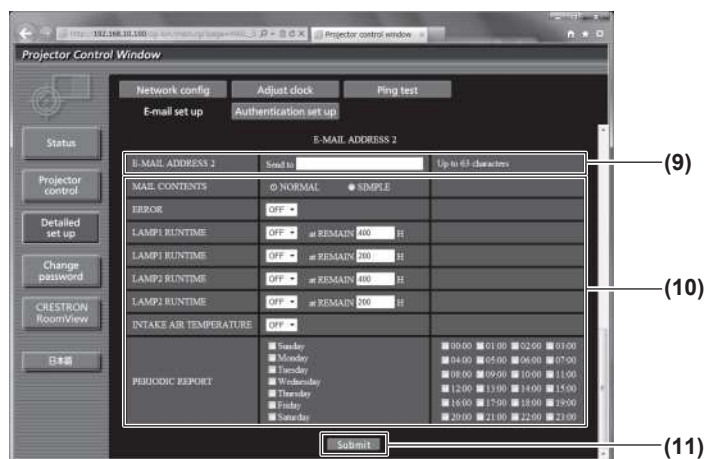 192.168.10.100
Projector control window
Projector Control Window
Network config Adjust clock Ping test
E-mail set up Authentication set up
Status
Projector control
Detailed set up
Change password
CRESTRON RoomView
日本語
E-MAIL ADDRESS 2
E-MAIL ADDRESS 2 Send to Up to 63 characters
(9)
MAIL CONTENTS NORMAL SIMPLE
ERROR OFF
LAMP1 RUNTIME OFF at REMAIN 400 H
LAMP1 RUNTIME OFF at REMAIN 200 H
LAMP2 RUNTIME OFF at REMAIN 400 H
LAMP2 RUNTIME OFF at REMAIN 200 H
INTAKE AIR TEMPERATURE OFF
(10)
PERIODIC REPORT
Sunday
Monday
Tuesday
Wednesday
Thursday
Friday
Saturday
00:00 01:00 02:00 03:00
04:00 05:00 06:00 07:00
08:00 09:00 10:00 11:00
12:00 13:00 14:00 15:00
16:00 17:00 18:00 19:00
20:00 21:00 22:00 23:00
Submit
(11)